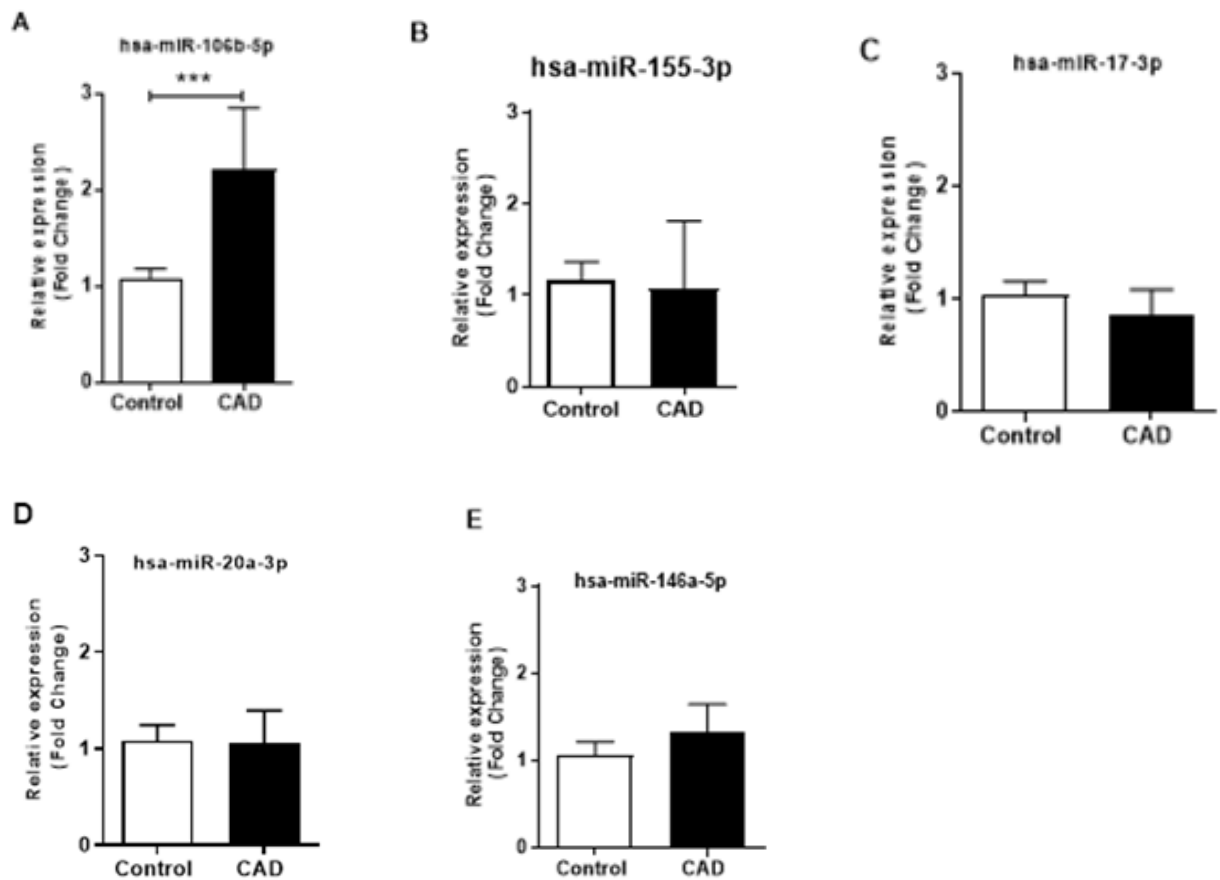 A
hsa-miR-106b-5p
***
3
2
1
0
Relative expression
(Fold Change)
Control CAD
B
hsa-miR-155-3p
3
2
1
0
Relative expression
(Fold Change)
Control CAD
C
hsa-miR-17-3p
3
2
1
0
Relative expression
(Fold Change)
Control CAD
D
hsa-miR-20a-3p
3
2
1
0
Relative expression
(Fold Change)
Control CAD
E
hsa-miR-146a-5p
3
2
1
0
Relative expression
(Fold Change)
Control CAD